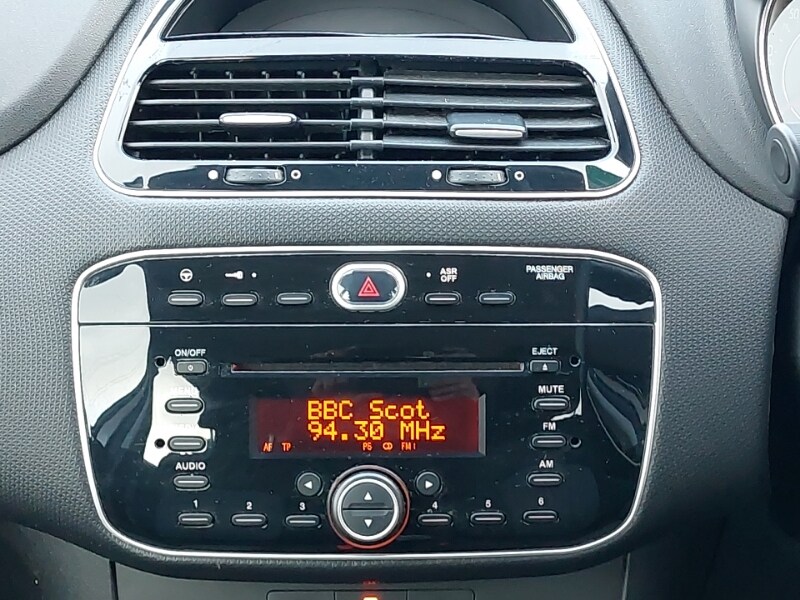 ASR
OFF
PASSENGER
AIRBAG
ON/OFF
EJECT
MUTE
BBC Scot
94.30 MHz
AF TP PS CD FM1
FM
AUDIO
AM
1 2 3 4 5 6